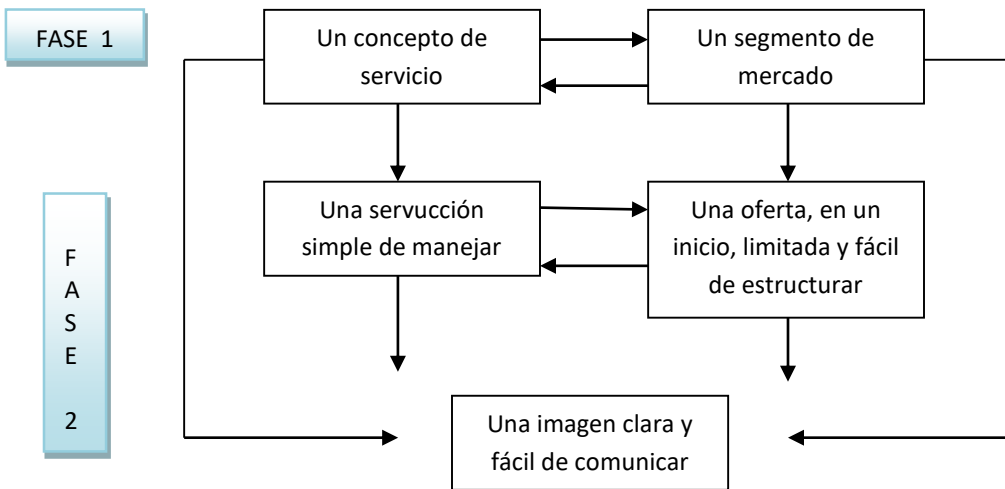 FASE 1
Un concepto de
servicio
Un segmento de
mercado
Una servucción
simple de manejar
Una oferta, en un
inicio, limitada y fácil
de estructurar
F
A
S
E
2
Una imagen clara y
fácil de comunicar